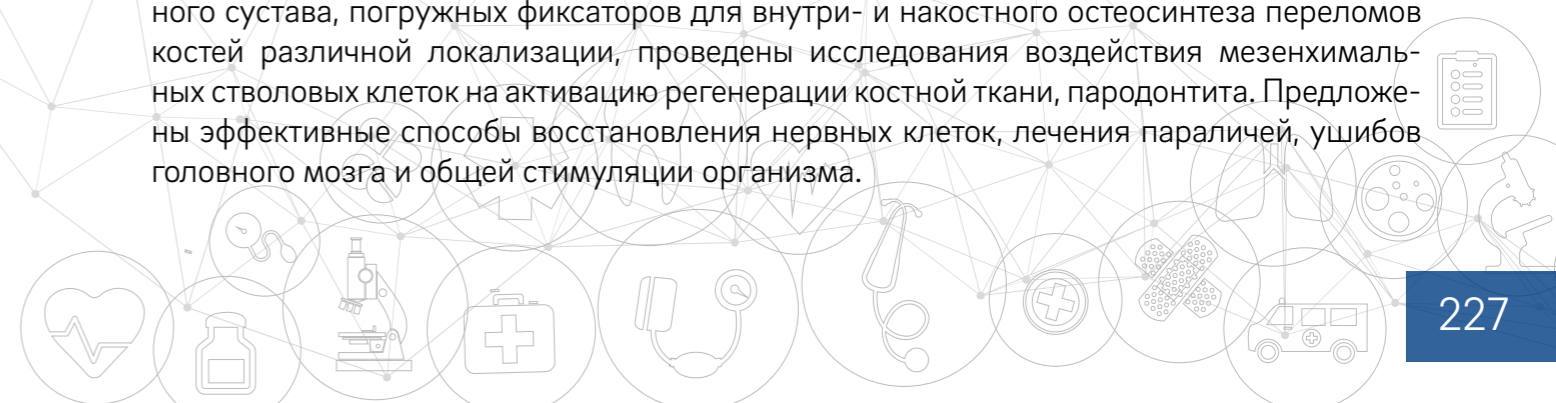 ного сустава, погружных фиксаторов для внутри- и накостного остеосинтеза переломов
костей различной локализации, проведены исследования воздействия мезенхималь-
ных стволовых клеток на активацию регенерации костной ткани, пародонтита. Предложе-
ны эффективные способы восстановления нервных клеток, лечения параличей, ушибов
головного мозга и общей стимуляции организма.
227